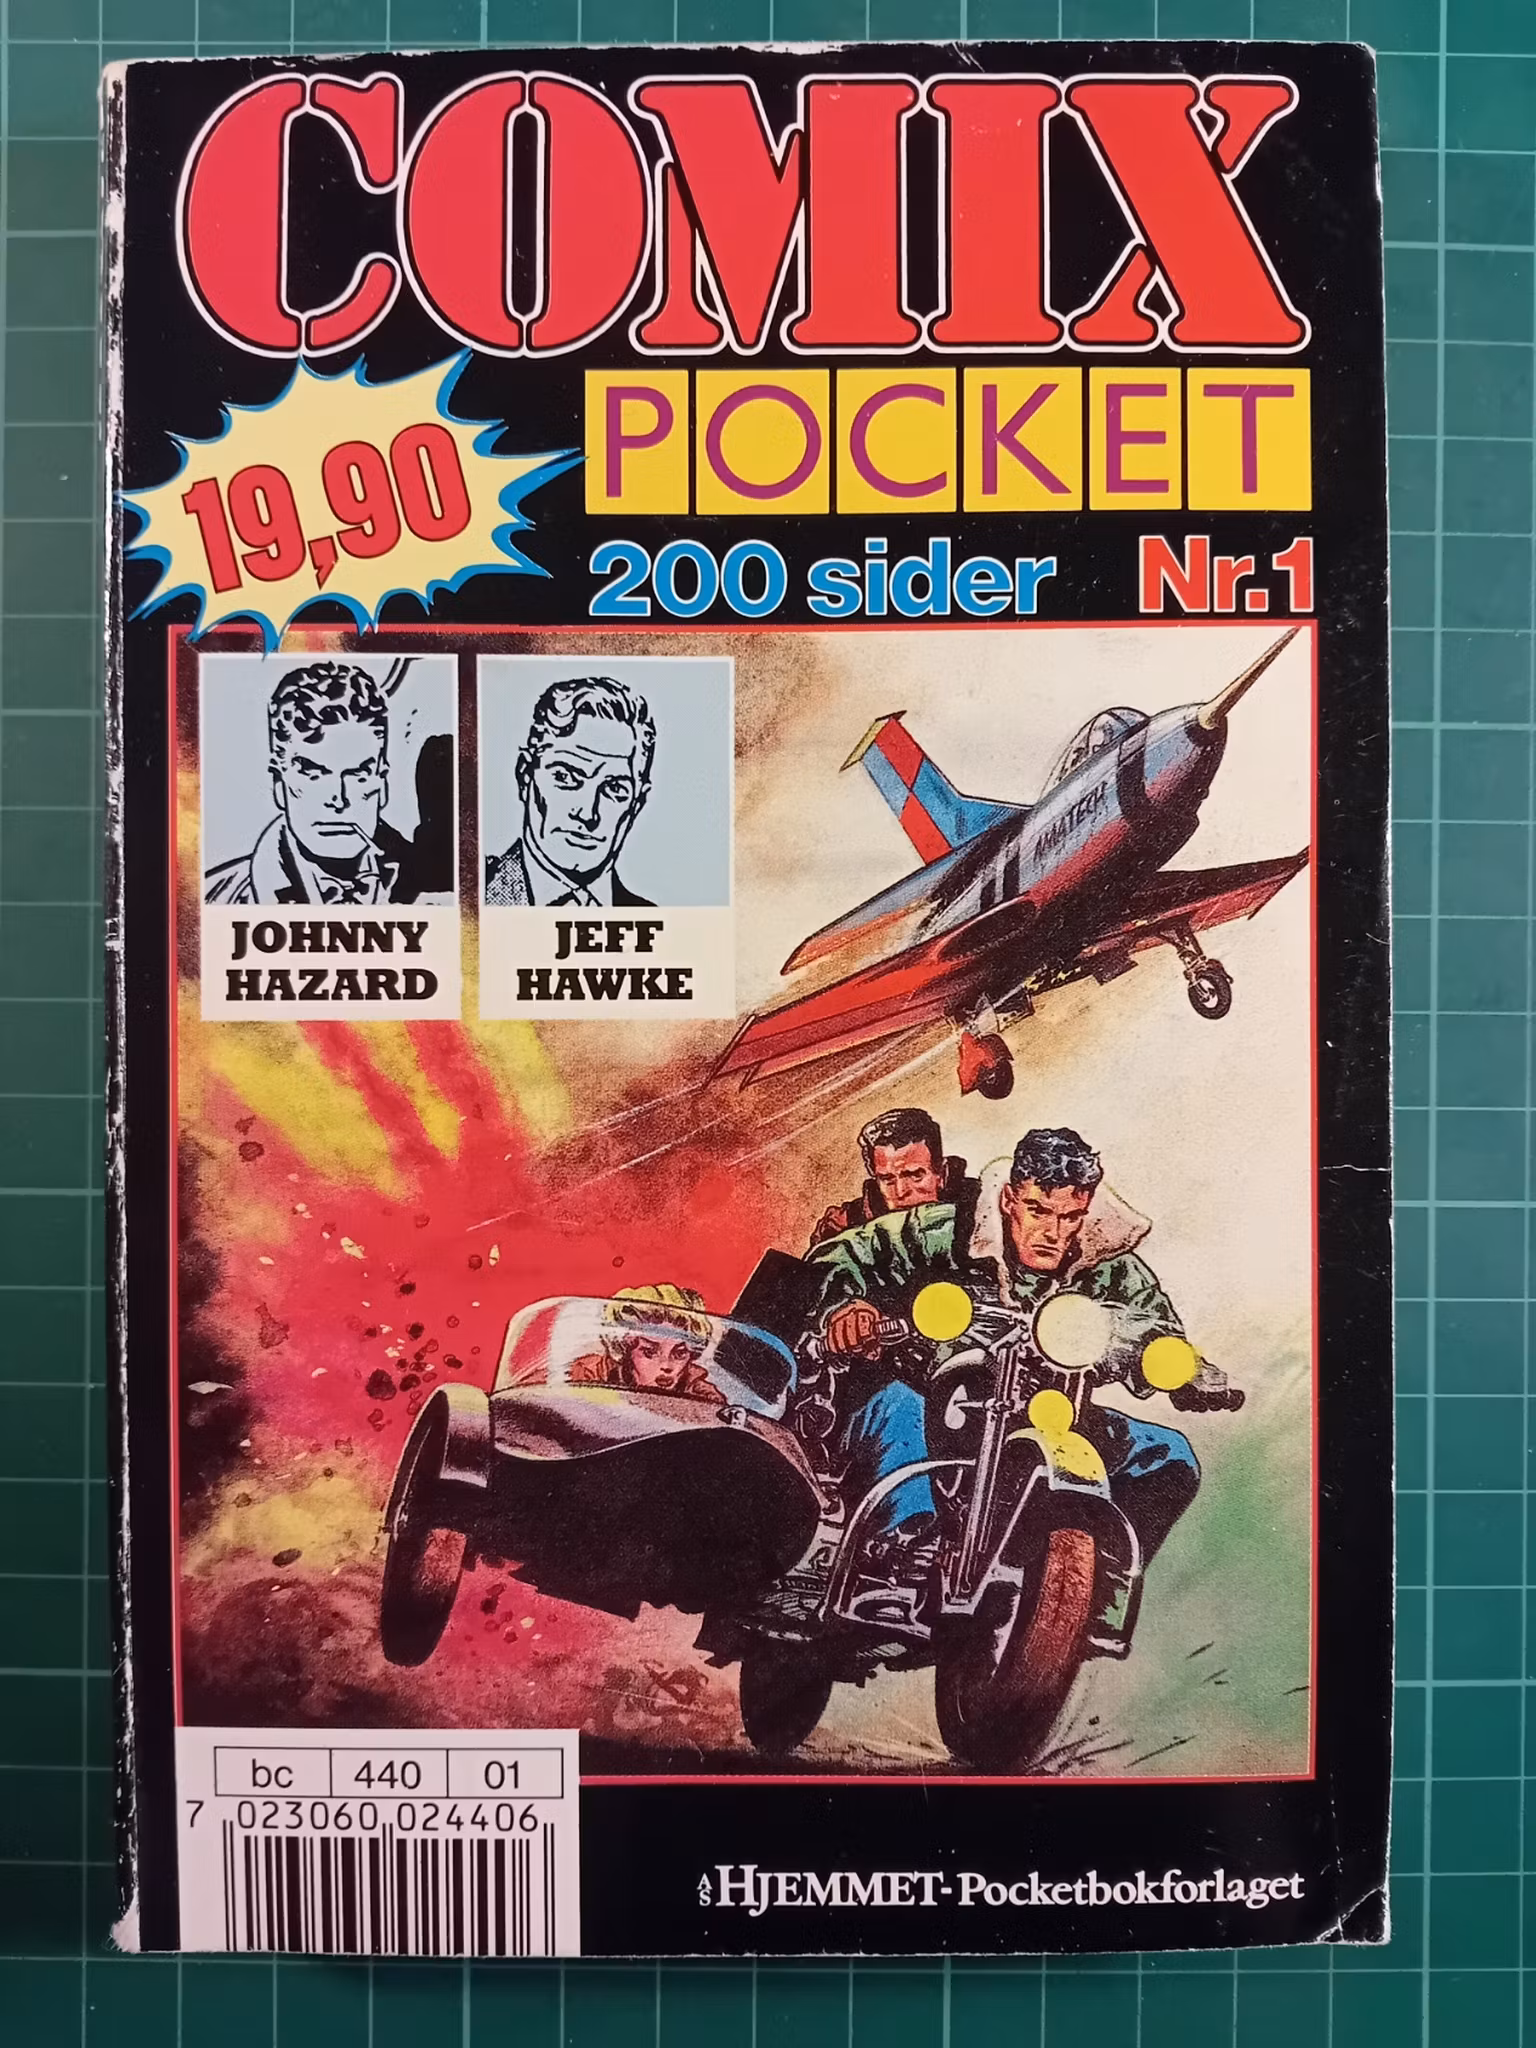 COMIX
POCKET
19,90
200 sider Nr.1
JOHNNY
HAZARD
JEFF
HAWKE
AMATECH
bc 440 01
7 023060 024406
A/S HJEMMET-Pocketbokforlaget